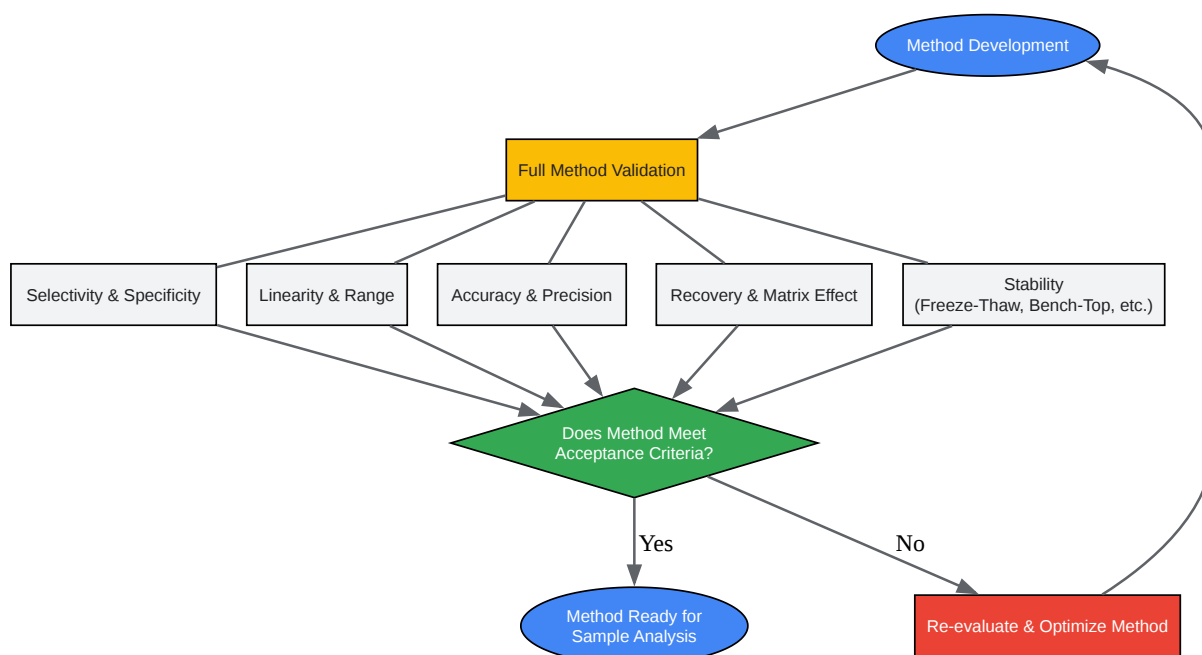 Method Development
Full Method Validation
Selectivity & Specificity
Linearity & Range
Accuracy & Precision
Recovery & Matrix Effect
Stability
(Freeze-Thaw, Bench-Top, etc.)
Does Method Meet
Acceptance Criteria?
Yes
No
Method Ready for
Sample Analysis
Re-evaluate & Optimize Method